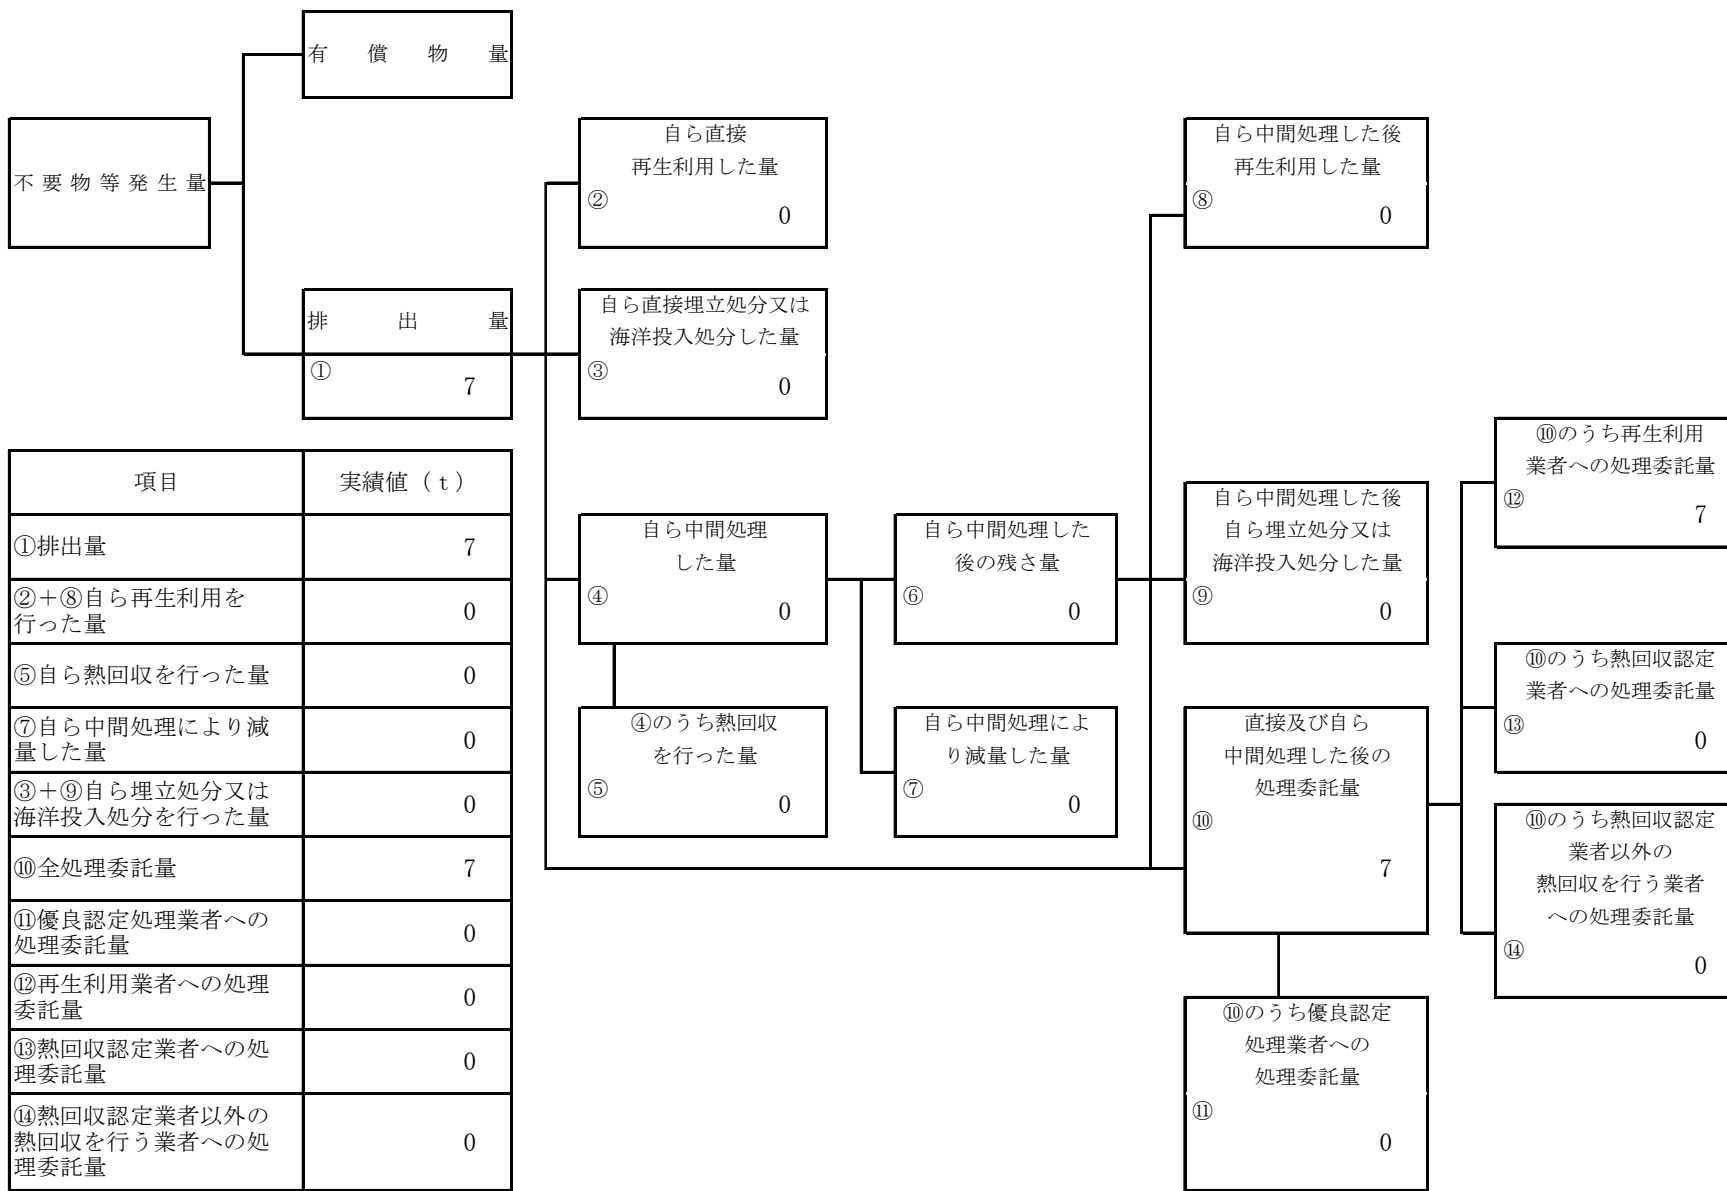 有償物量
不要物等発生量
排出量
①
7
自ら直接
再生利用した量
②
0
自ら直接埋立処分又は
海洋投入処分した量
③
0
自ら中間処理
した量
④
0
④のうち熱回収
を行った量
⑤
0
自ら中間処理した
後の残さ量
⑥
0
自ら中間処理によ
り減量した量
⑦
0
自ら中間処理した後
再生利用した量
⑧
0
自ら中間処理した後
自ら埋立処分又は
海洋投入処分した量
⑨
0
直接及び自ら
中間処理した後の
処理委託量
⑩
7
⑩のうち優良認定
処理業者への
処理委託量
⑪
0
⑩のうち再生利用
業者への処理委託量
⑫
7
⑩のうち熱回収認定
業者への処理委託量
⑬
0
⑩のうち熱回収認定
業者以外の
熱回収を行う業者
への処理委託量
⑭
0
項目 実績値（ｔ）
①排出量 7
②＋⑧自ら再生利用を
行った量 0
⑤自ら熱回収を行った量 0
⑦自ら中間処理により減
量した量 0
③＋⑨自ら埋立処分又は
海洋投入処分を行った量 0
⑩全処理委託量 7
⑪優良認定処理業者への
処理委託量 0
⑫再生利用業者への処理
委託量 0
⑬熱回収認定業者への処
理委託量 0
⑭熱回収認定業者以外の
熱回収を行う業者への処
理委託量 0